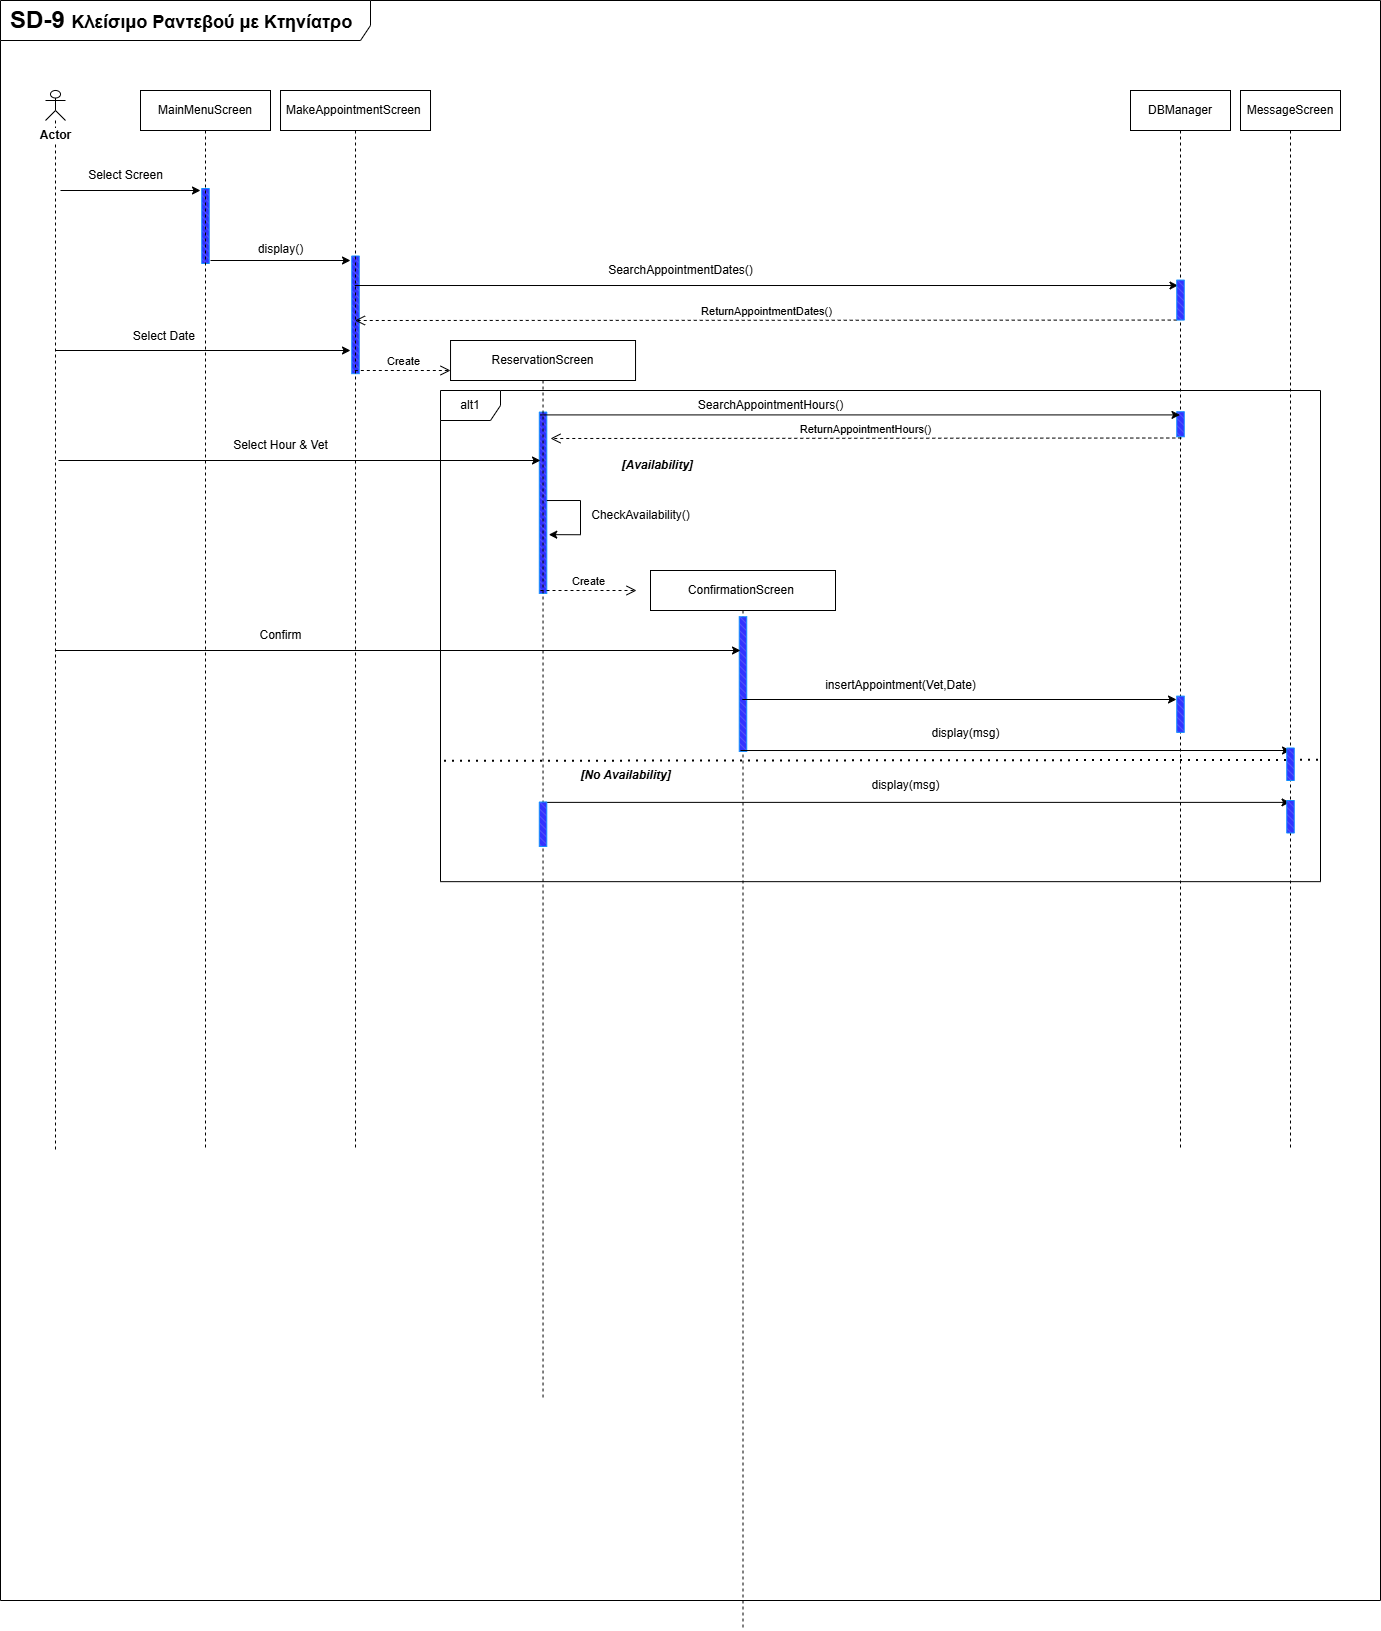 SD-9 Κλείσιμο Ραντεβού με Κτηνίατρο
Actor
MainMenuScreen
MakeAppointmentScreen
DBManager
MessageScreen
Select Screen
display()
SearchAppointmentDates()
ReturnAppointmentDates()
Select Date
Create
ReservationScreen
alt1
SearchAppointmentHours()
ReturnAppointmentHours()
Select Hour & Vet
[Availability]
CheckAvailability()
Create
ConfirmationScreen
Confirm
insertAppointment(Vet,Date)
display(msg)
[No Availability]
display(msg)